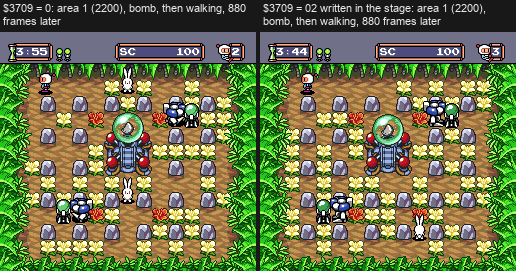 $3709 = 0: area 1 (2200), bomb, then walking, 880
frames later
$3709 = 02 written in the stage: area 1 (2200),
bomb, then walking, 880 frames later
3:55 SC 100 2
3:44 SC 100 3